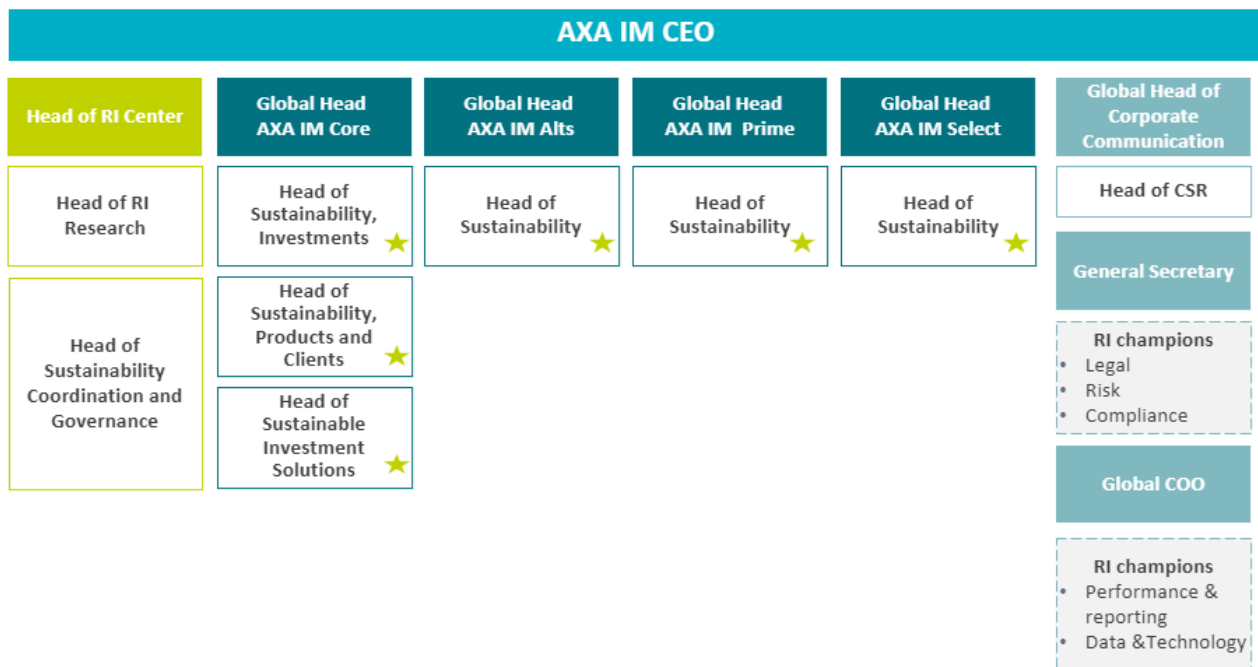 AXA IM CEO
Head of RI Center
Head of RI
Research
Head of
Sustainability
Coordination and
Governance
Global Head
AXA IM Core
Head of
Sustainability,
Investments
Head of
Sustainability,
Products and
Clients
Head of
Sustainable
Investment
Solutions
Global Head
AXA IM Alts
Head of
Sustainability
Global Head
AXA IM  Prime
Head of
Sustainability
Global Head
AXA IM Select
Head of
Sustainability
Global Head of
Corporate
Communication
Head of CSR
General Secretary
RI champions
• Legal
• Risk
• Compliance
Global COO
RI champions
• Performance &
reporting
• Data &Technology